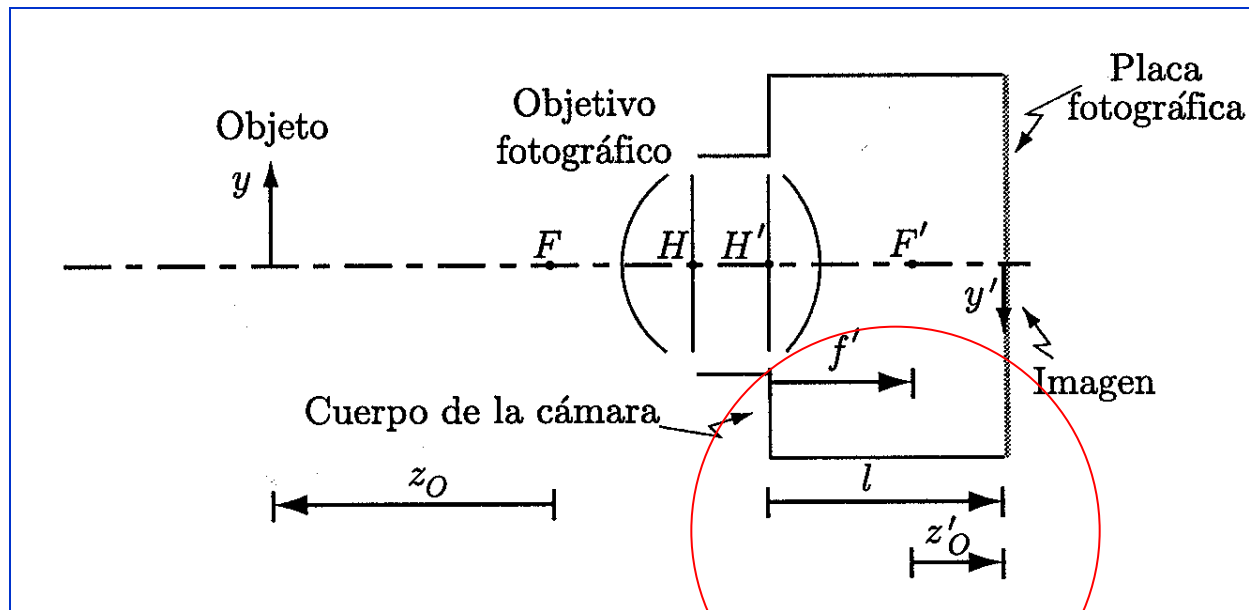 Placa
fotográfica
Objetivo
fotográfico
Objeto
y
F
H
H′
F′
y′
f′
Imagen
Cuerpo de la cámara
z_O
l
z′_O